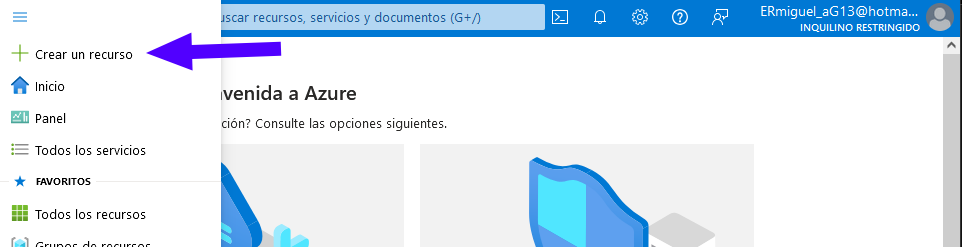 uscar recursos, servicios y documentos (G+/)
ERmiguel_aG13@hotma...
INQUILINO RESTRINGIDO
Crear un recurso
Inicio
Panel
Todos los servicios
FAVORITOS
Todos los recursos
Grupos de recursos
nvenida a Azure
ción? Consulte las opciones siguientes.